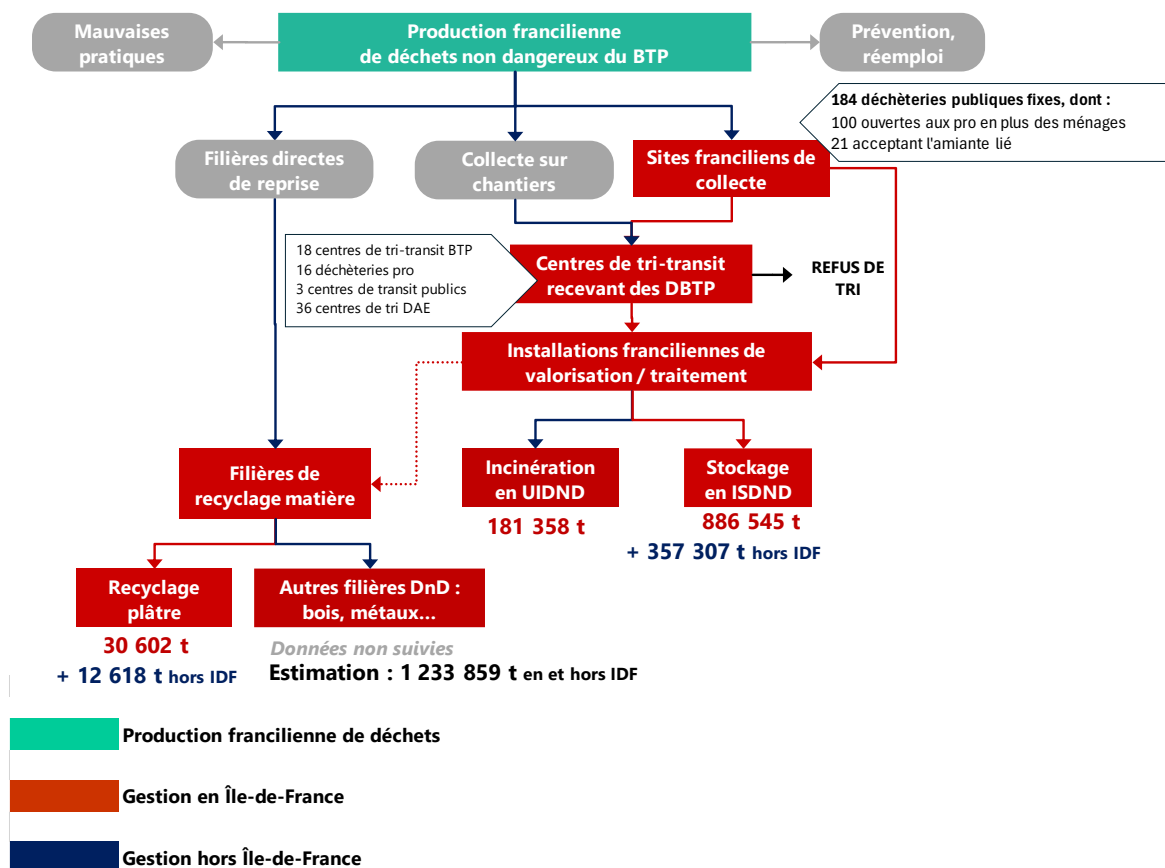 Mauvaises
pratiques
Production francilienne
de déchets non dangereux du BTP
Prévention,
réemploi
184 déchèteries publiques fixes, dont :
100 ouvertes aux pro en plus des ménages
21 acceptant l'amiante lié
Filières directes
de reprise
Collecte sur
chantiers
Sites franciliens de
collecte
18 centres de tri-transit BTP
16 déchèteries pro
3 centres de transit publics
36 centres de tri DAE
Centres de tri-transit
recevant des DBTP
REFUS DE
TRI
Installations franciliennes de
valorisation / traitement
Filières de
recyclage matière
Incinération
en UIDND
181 358 t
Stockage
en ISDND
886 545 t
+ 357 307 t hors IDF
Recyclage
plâtre
30 602 t
+ 12 618 t hors IDF
Autres filières DnD :
bois, métaux...
Données non suivies
Estimation : 1 233 859 t en et hors IDF
Production francilienne de déchets
Gestion en Île-de-France
Gestion hors Île-de-France